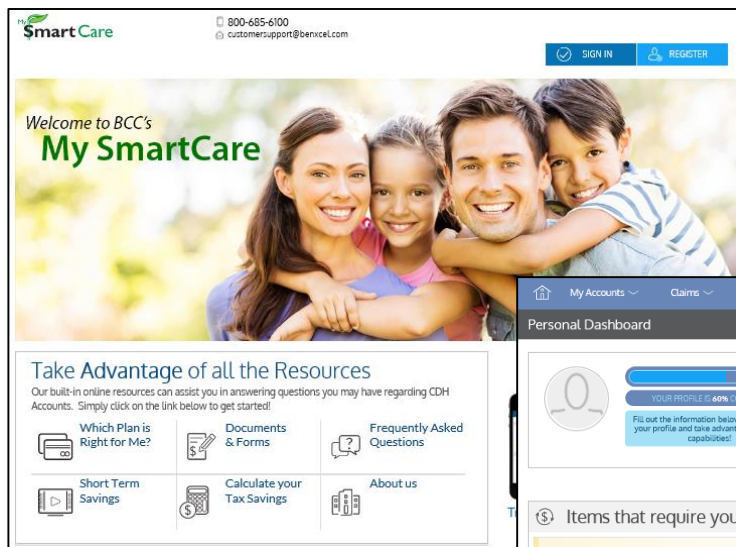 My
Smart Care
800-685-6100
customersupport@benxcel.com
SIGN IN
REGISTER
Welcome to BCC's
My SmartCare
My Accounts
Claims
Personal Dashboard
YOUR PROFILE IS 60%
Fill out the information
your profile and take
capabilities!
Items that require
Take Advantage of all the Resources
Our built-in online resources can assist you in answering questions you may have regarding CDH
Accounts. Simply click on the link below to get started!
Which Plan is
Right for Me?
Documents
& Forms
Frequently Asked
Questions
Short Term
Savings
Calculate your
Tax Savings
About us